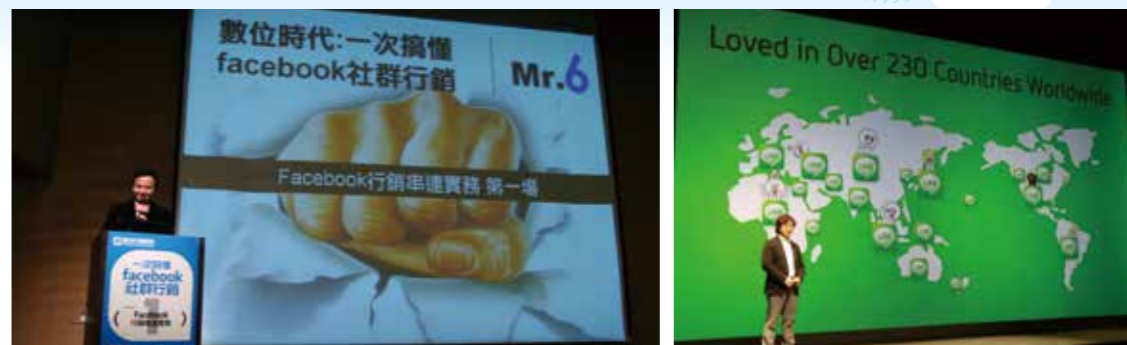 數位時代:一次搞懂
facebook社群行銷
Mr.6
Facebook行銷串連實務 第一場
一次搞懂
facebook
社群行銷
1
Facebook
Loved in Over 230 Countries Worldwide